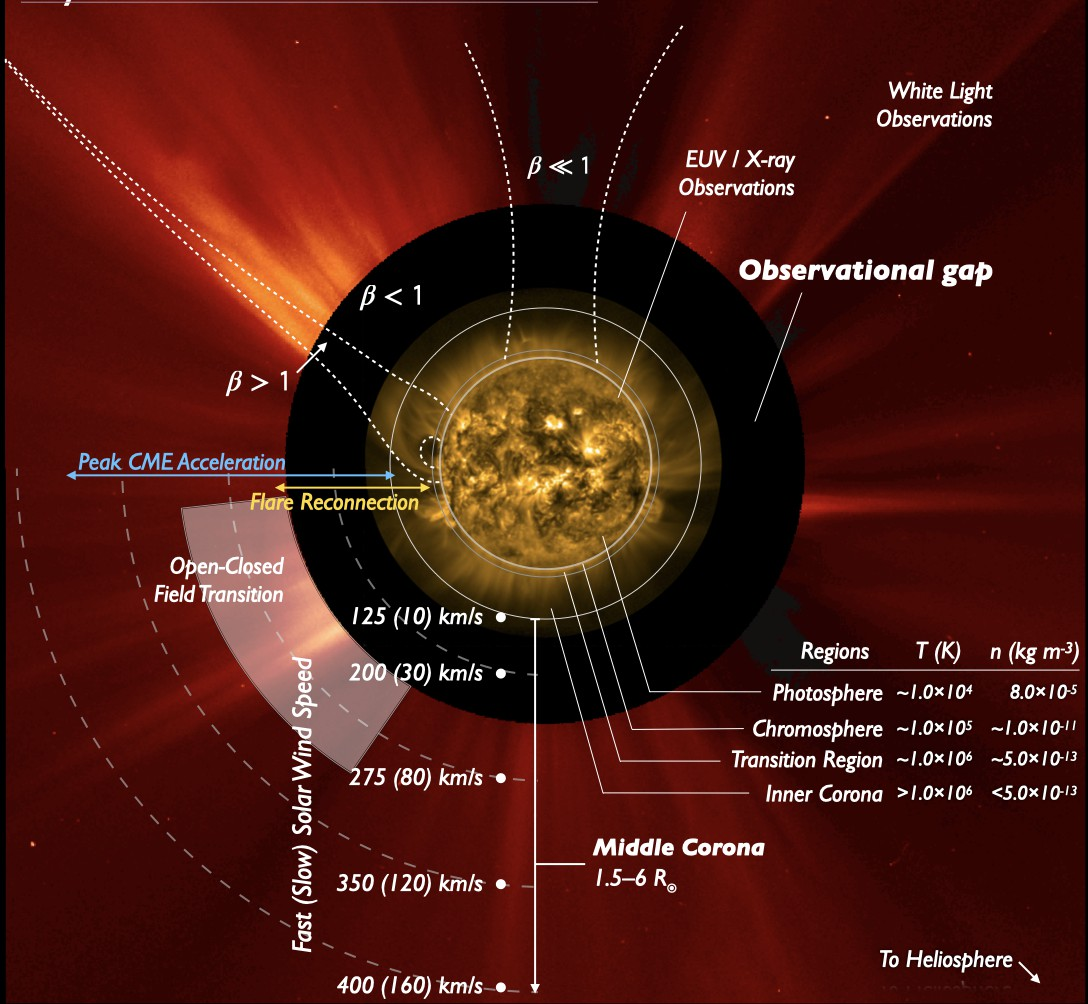 White Light
Observations
β ≪ 1
EUV / X-ray
Observations
Observational gap
β < 1
β > 1
Peak CME Acceleration
Flare Reconnection
Open-Closed
Field Transition
125 (10) km/s
200 (30) km/s
275 (80) km/s
350 (120) km/s
400 (160) km/s
Fast (Slow) Solar Wind Speed
Regions T (K) n (kg m⁻³)
Photosphere ~1.0×10⁴ 8.0×10⁻⁵
Chromosphere ~1.0×10⁵ ~1.0×10⁻¹¹
Transition Region ~1.0×10⁶ ~5.0×10⁻¹³
Inner Corona >1.0×10⁶ <5.0×10⁻¹³
Middle Corona
1.5–6 R☉
To Heliosphere